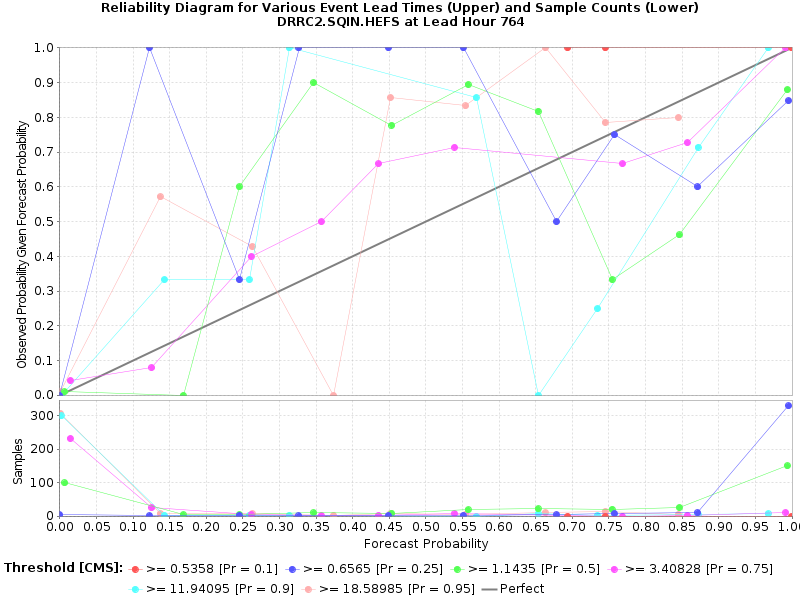 Reliability Diagram for Various Event Lead Times (Upper) and Sample Counts (Lower)
DRRC2.SQIN.HEFS at Lead Hour 764
Observed Probability Given Forecast Probability
1.0
0.9
0.8
0.7
0.6
0.5
0.4
0.3
0.2
0.1
0.0
Samples
300
200
100
0
0.00 0.05 0.10 0.15 0.20 0.25 0.30 0.35 0.40 0.45 0.50 0.55 0.60 0.65 0.70 0.75 0.80 0.85 0.90 0.95 1.00
Forecast Probability
Threshold [CMS]: >= 0.5358 [Pr = 0.1] >= 0.6565 [Pr = 0.25] >= 1.1435 [Pr = 0.5] >= 3.40828 [Pr = 0.75]
>= 11.94095 [Pr = 0.9] >= 18.58985 [Pr = 0.95] Perfect